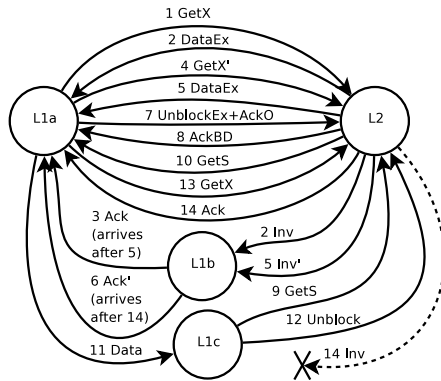 1 GetX
2 DataEx
4 GetX'
5 DataEx
L1a
7 UnblockEx+AckO
L2
8 AckBD
10 GetS
13 GetX
14 Ack
3 Ack
(arrives
after 5)
2 Inv
L1b
5 Inv'
6 Ack'
(arrives
after 14)
9 GetS
12 Unblock
L1c
11 Data
14 Inv